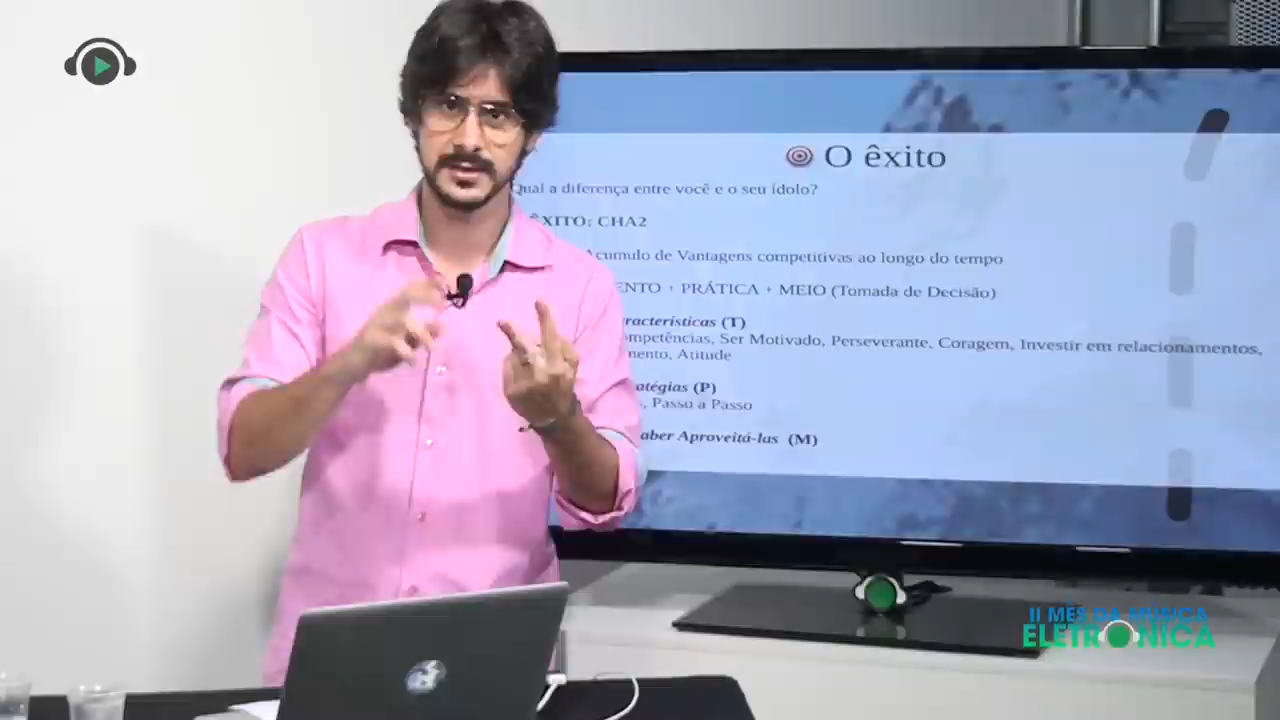 O êxito
Qual a diferença entre você e o seu ídolo?
ÊXITO: CHA2
Acumulo de Vantagens competitivas ao longo do tempo
ENTO + PRÁTICA + MEIO (Tomada de Decisão)
racterísticas (T)
mpetências, Ser Motivado, Perseverante, Coragem, Investir em relacionamentos,
mento, Atitude
atégias (P)
, Passo a Passo
aber Aproveitá-las (M)
II MÊS DA MÚSICA
ELETRÔNICA